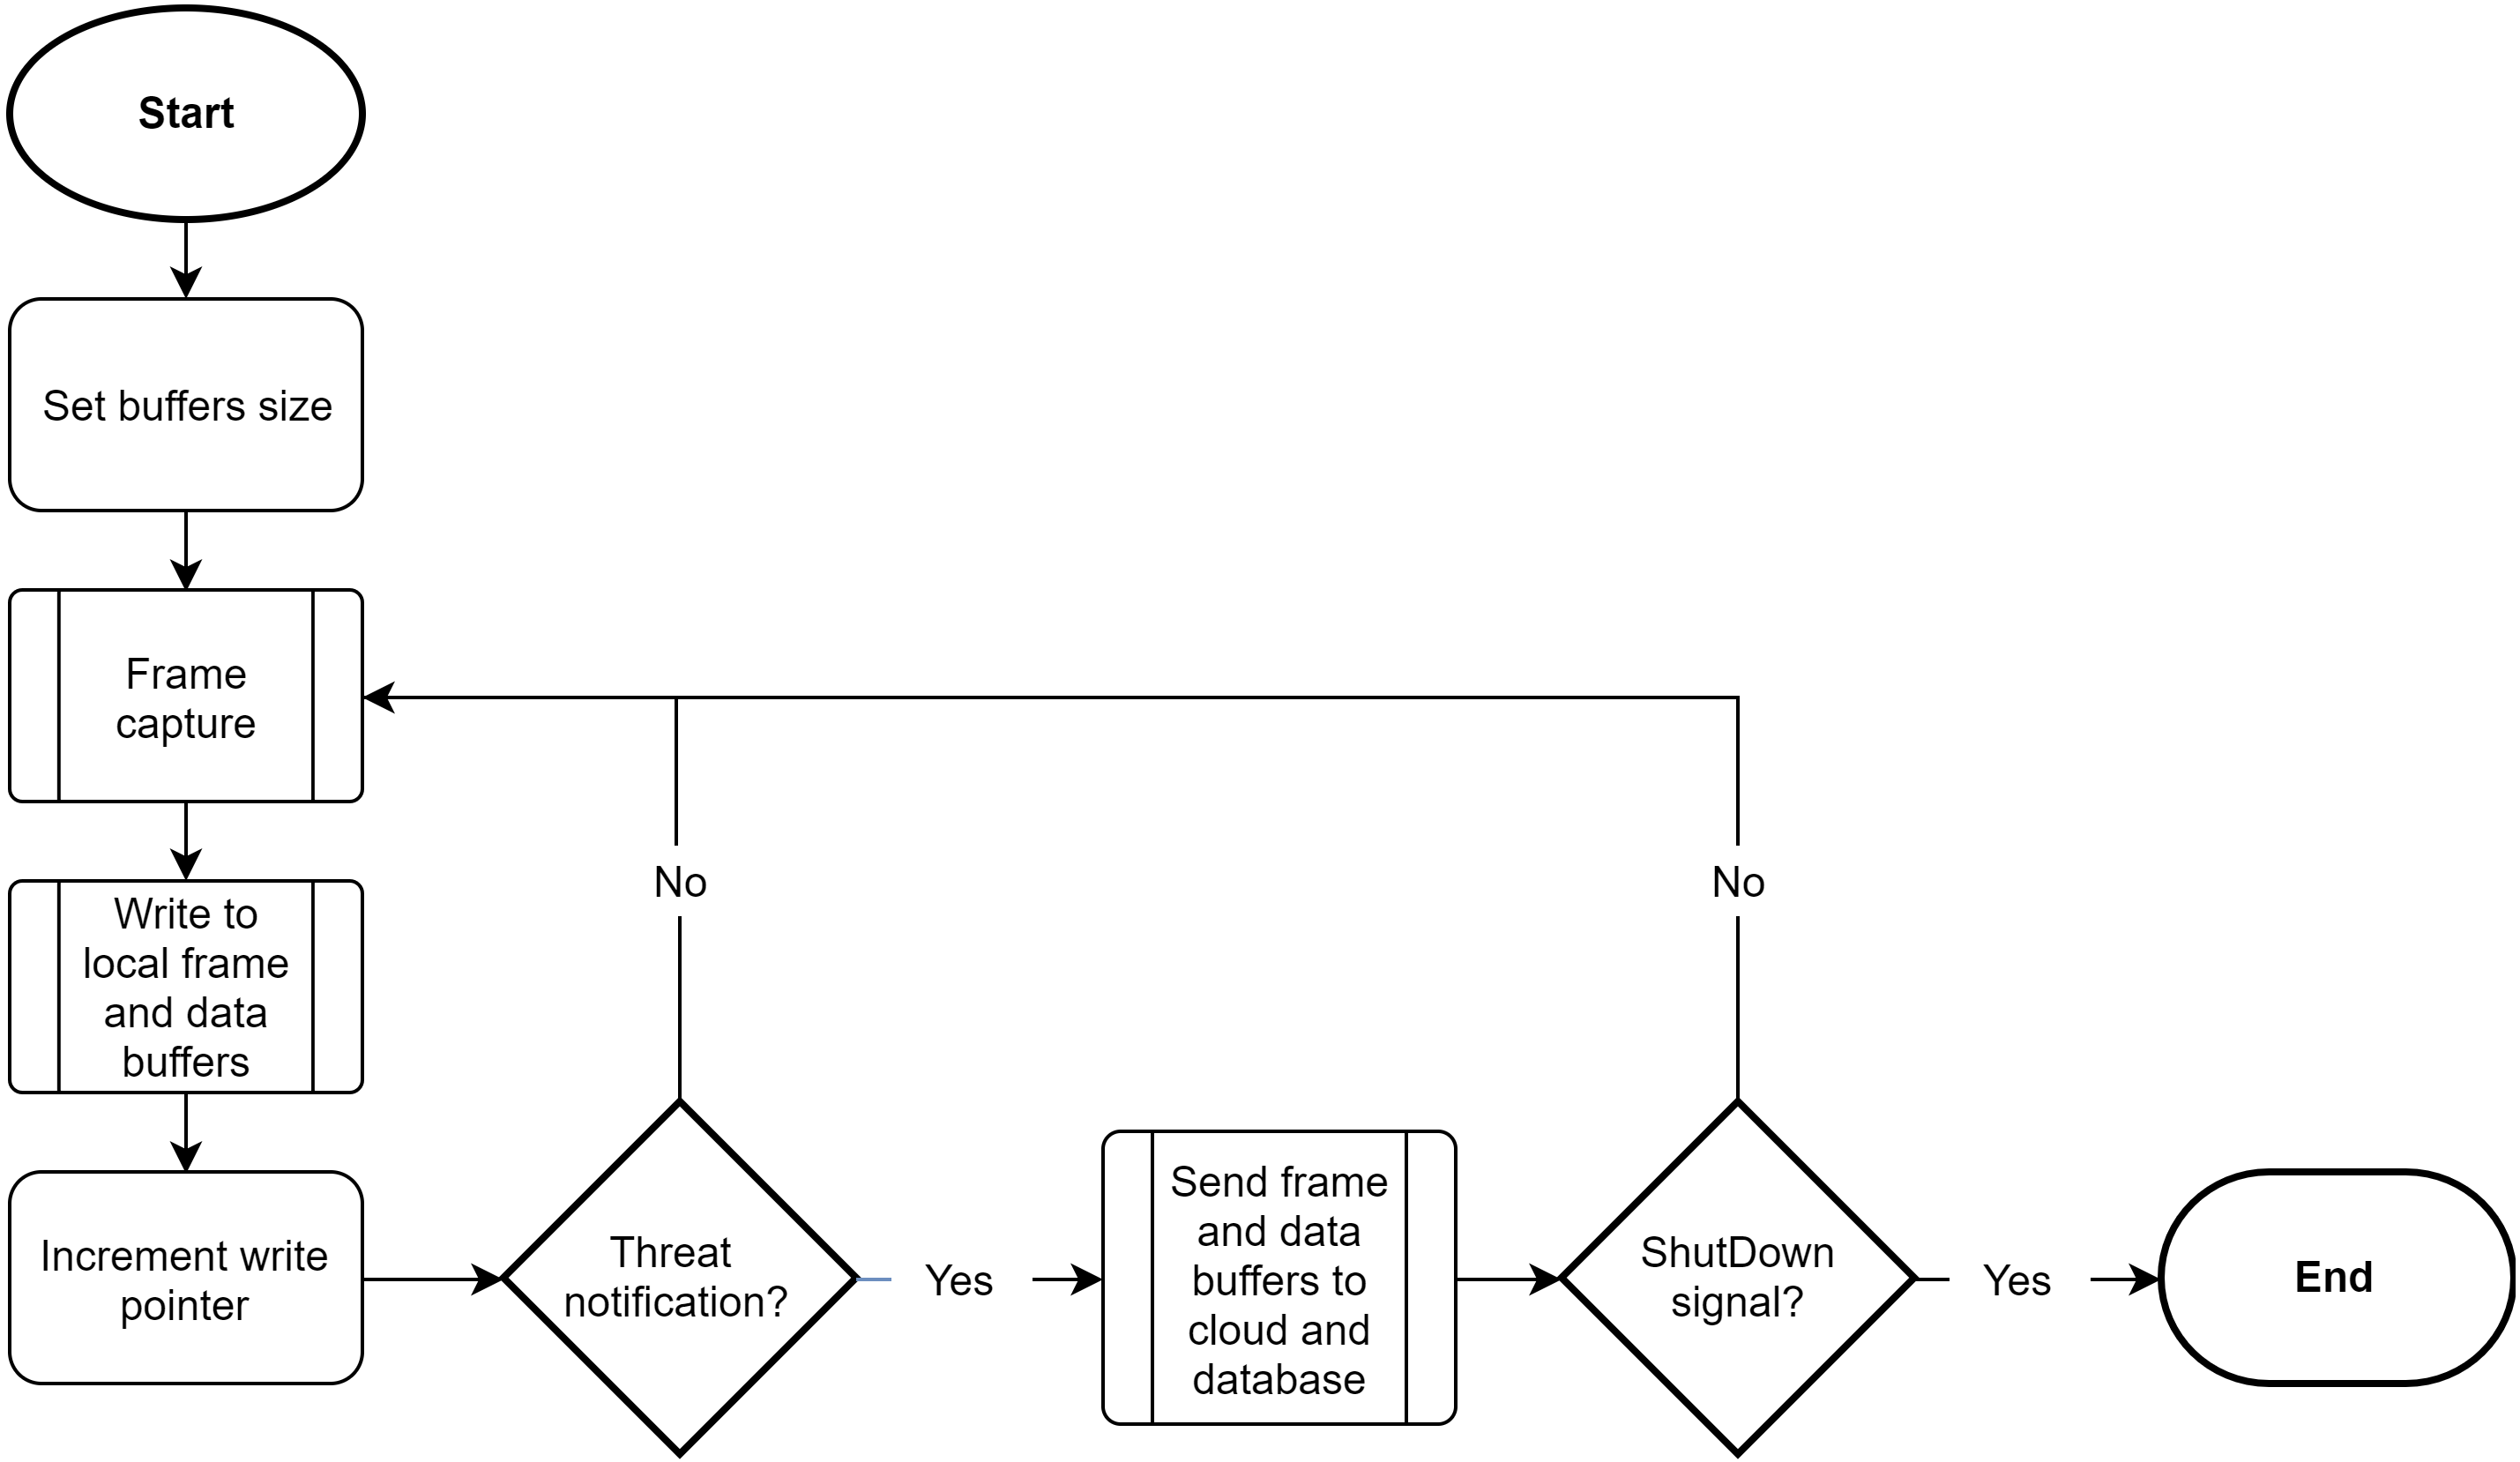 Start
Set buffers size
Frame
capture
Write to
local frame
and data
buffers
Increment write
pointer
Threat
notification?
No
Yes
Send frame
and data
buffers to
cloud and
database
ShutDown
signal?
No
Yes
End